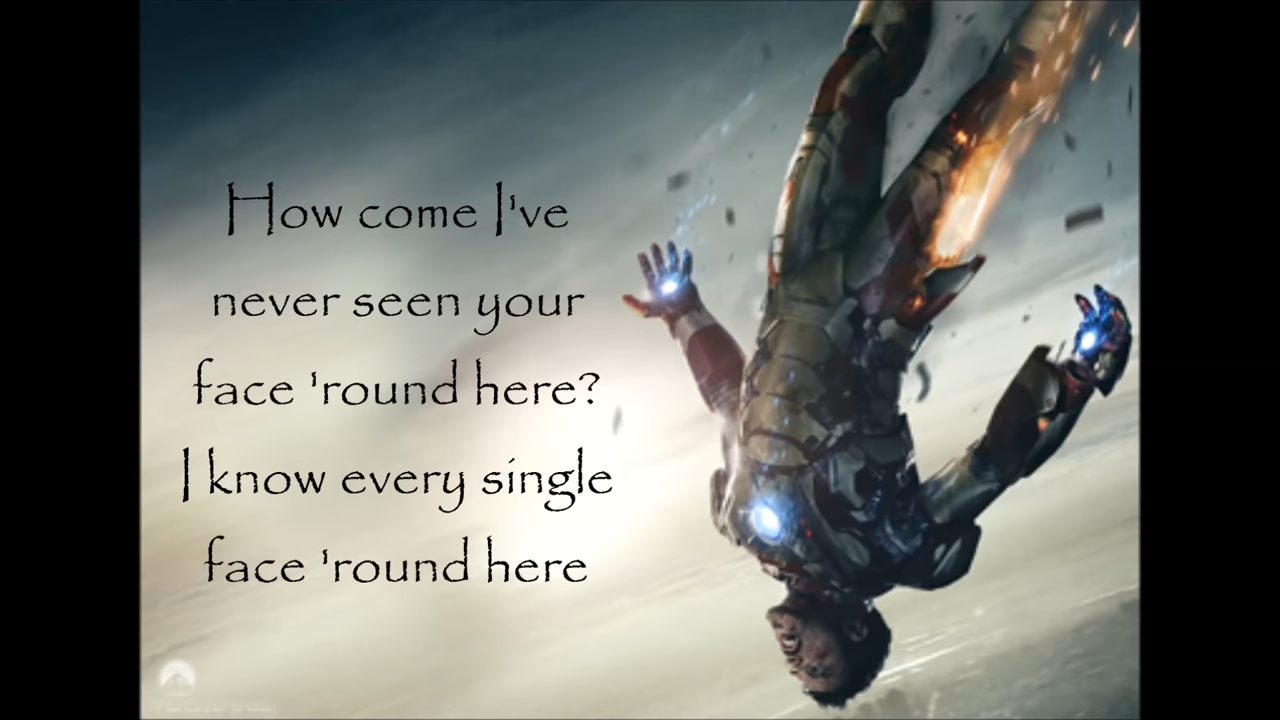 How come I've
never seen your
face 'round here?
I know every single
face 'round here